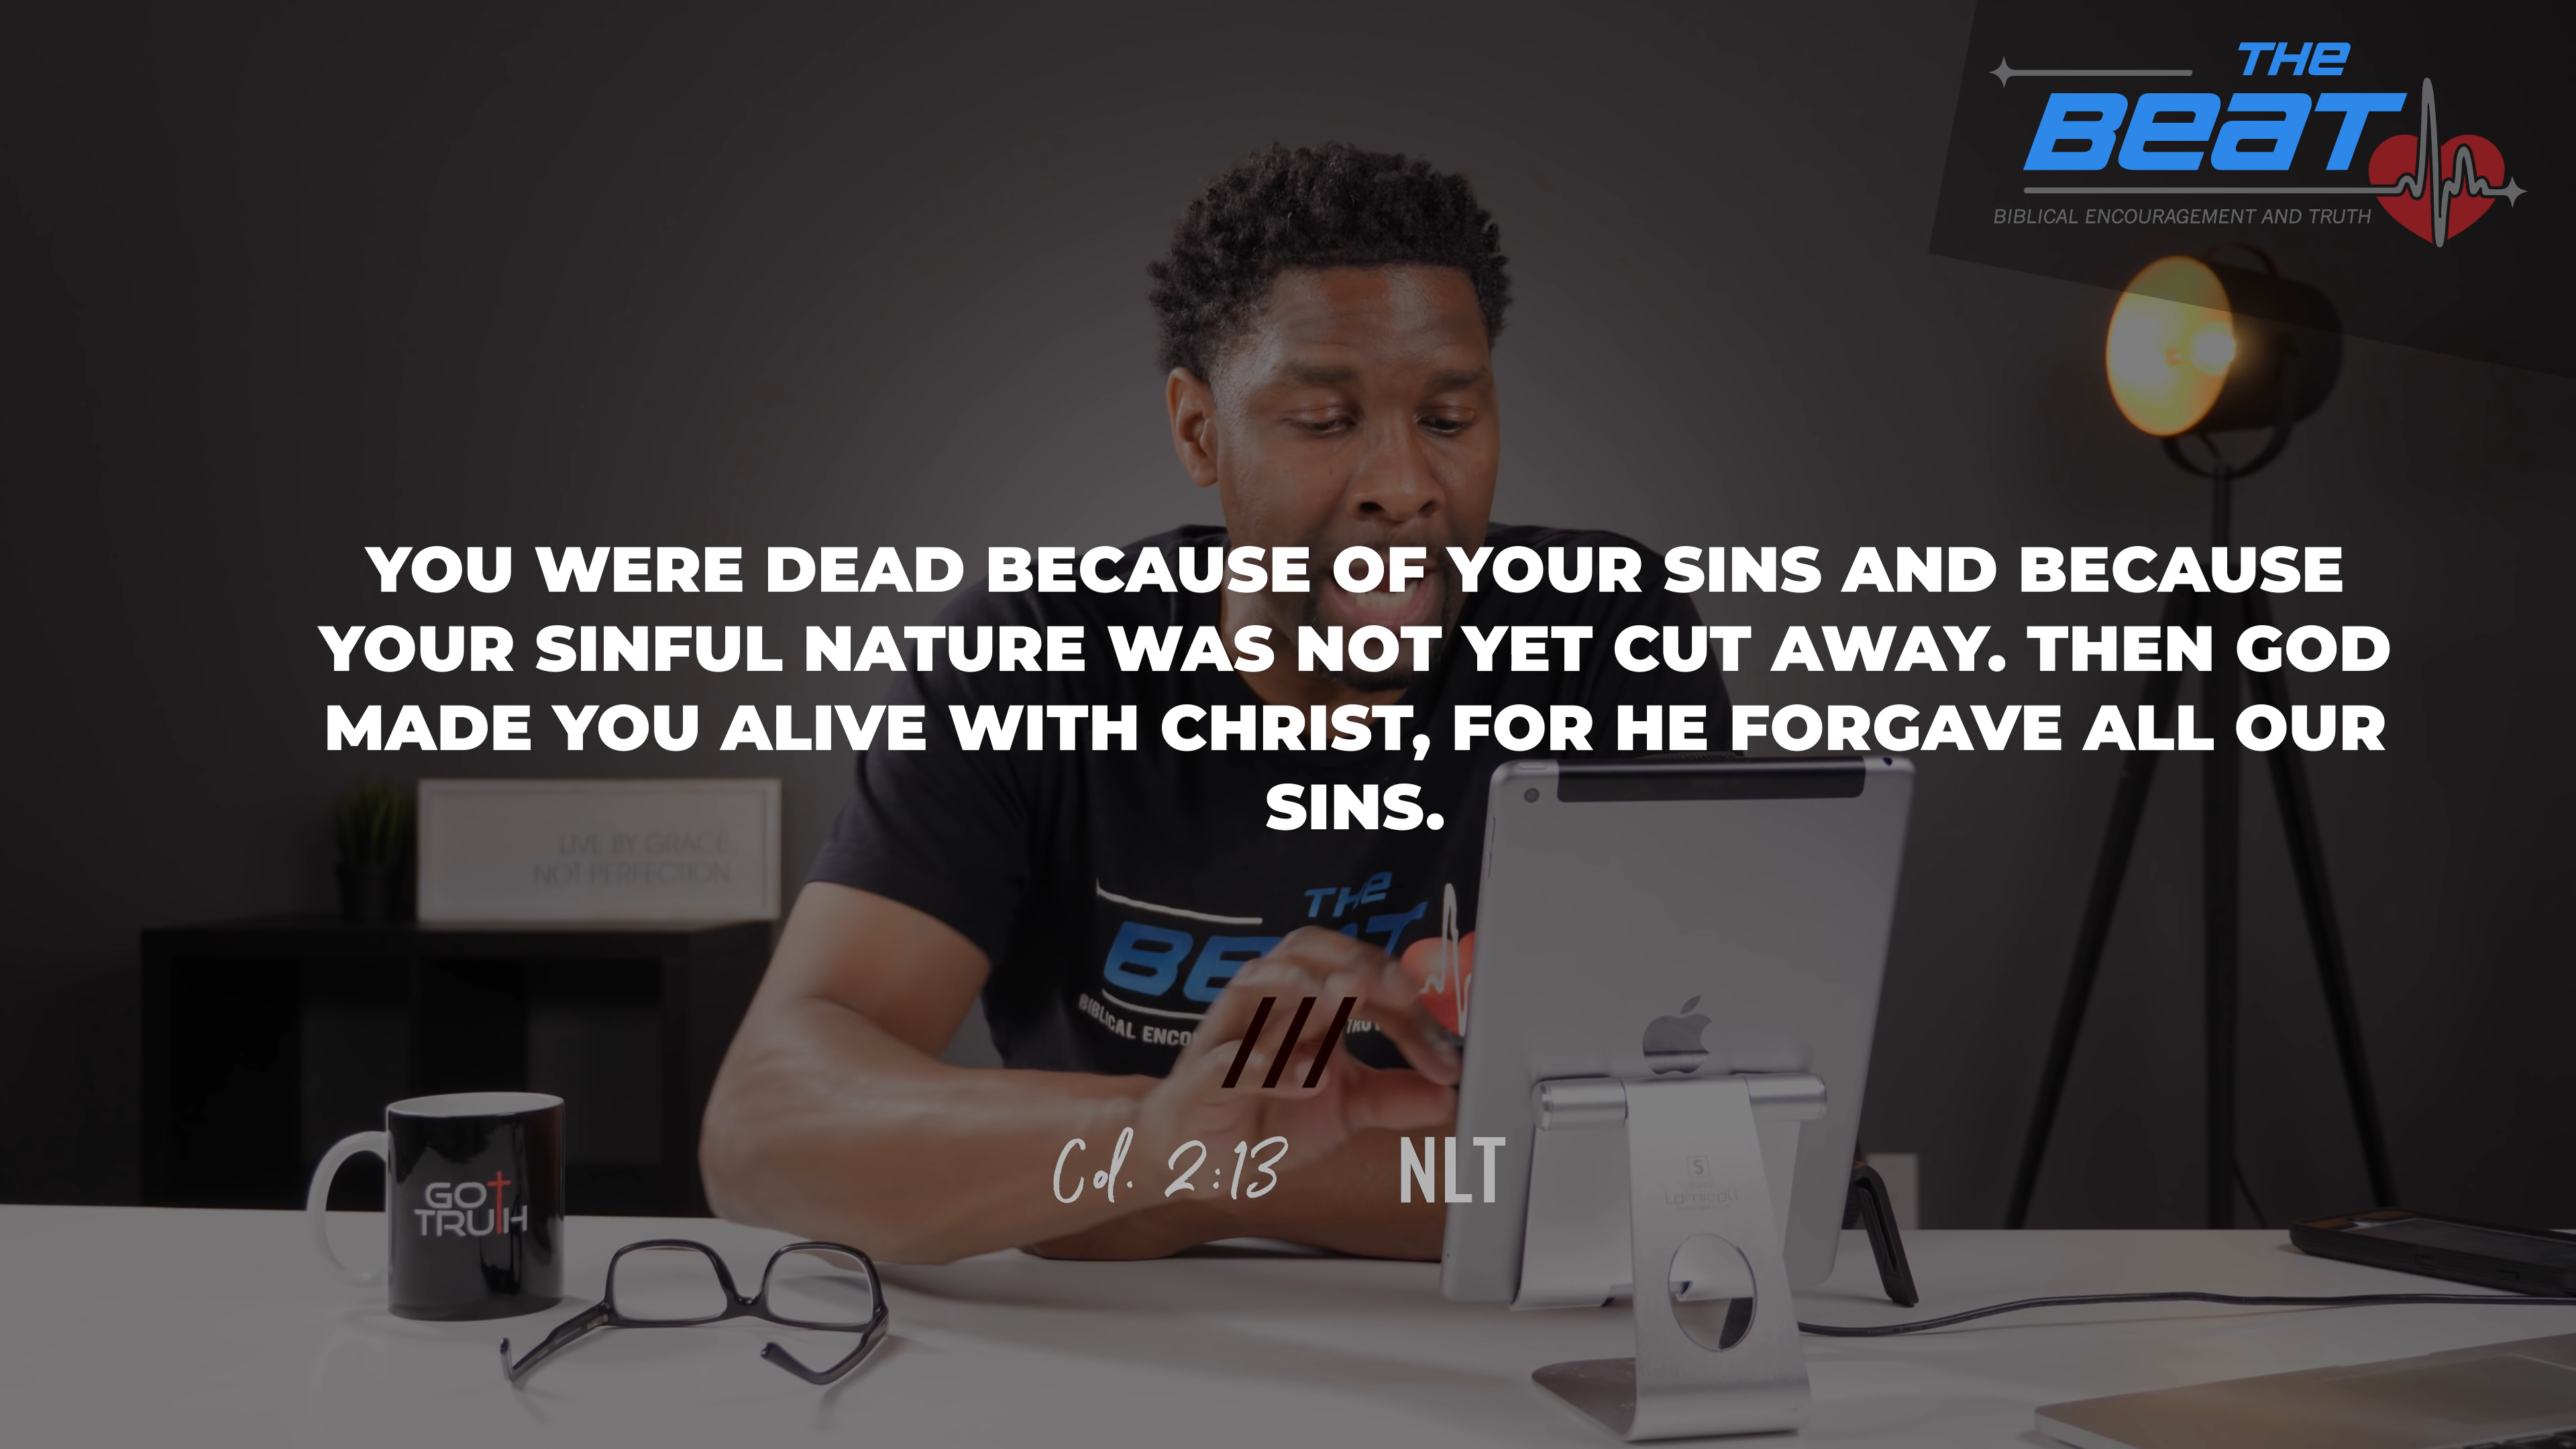 THE
BEAT
BIBLICAL ENCOURAGEMENT AND TRUTH
YOU WERE DEAD BECAUSE OF YOUR SINS AND BECAUSE
YOUR SINFUL NATURE WAS NOT YET CUT AWAY. THEN GOD
MADE YOU ALIVE WITH CHRIST, FOR HE FORGAVE ALL OUR
SINS.
LIVE BY GRACE,
NOT PERFECTION
THE
BEAT
BIBLICAL ENCO
///
Col. 2:13 NLT
GOT
TRUTH
S
Lamicall